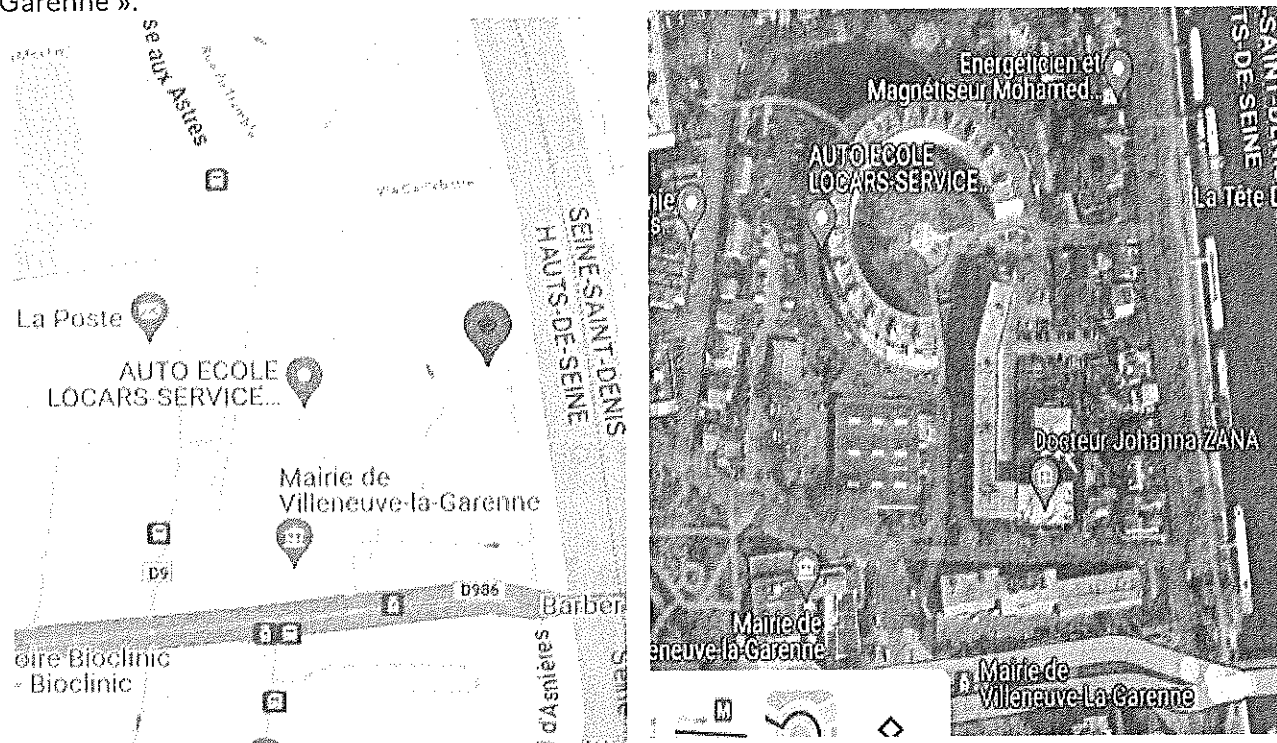 Garenne ».
se aux Astres
La Poste
AUTO ECOLE
LOCARS-SERVICE...
SEINE-SAINT-DENIS
HAUTS-DE-SEINE
Mairie de
Villeneuve-la-Garenne
D9
D986
Barber
oire Bioclinic
- Bioclinic
d'Asnières
Energéticien et
Magnétiseur Mohamed...
AUTO ECOLE
LOCARS-SERVICE...
nie
TS-DE-SEINE
La Tête
Docteur Johanna ZANA
Mairie de
eneuve-la-Garenne
Mairie de
Villeneuve-La-Garenne